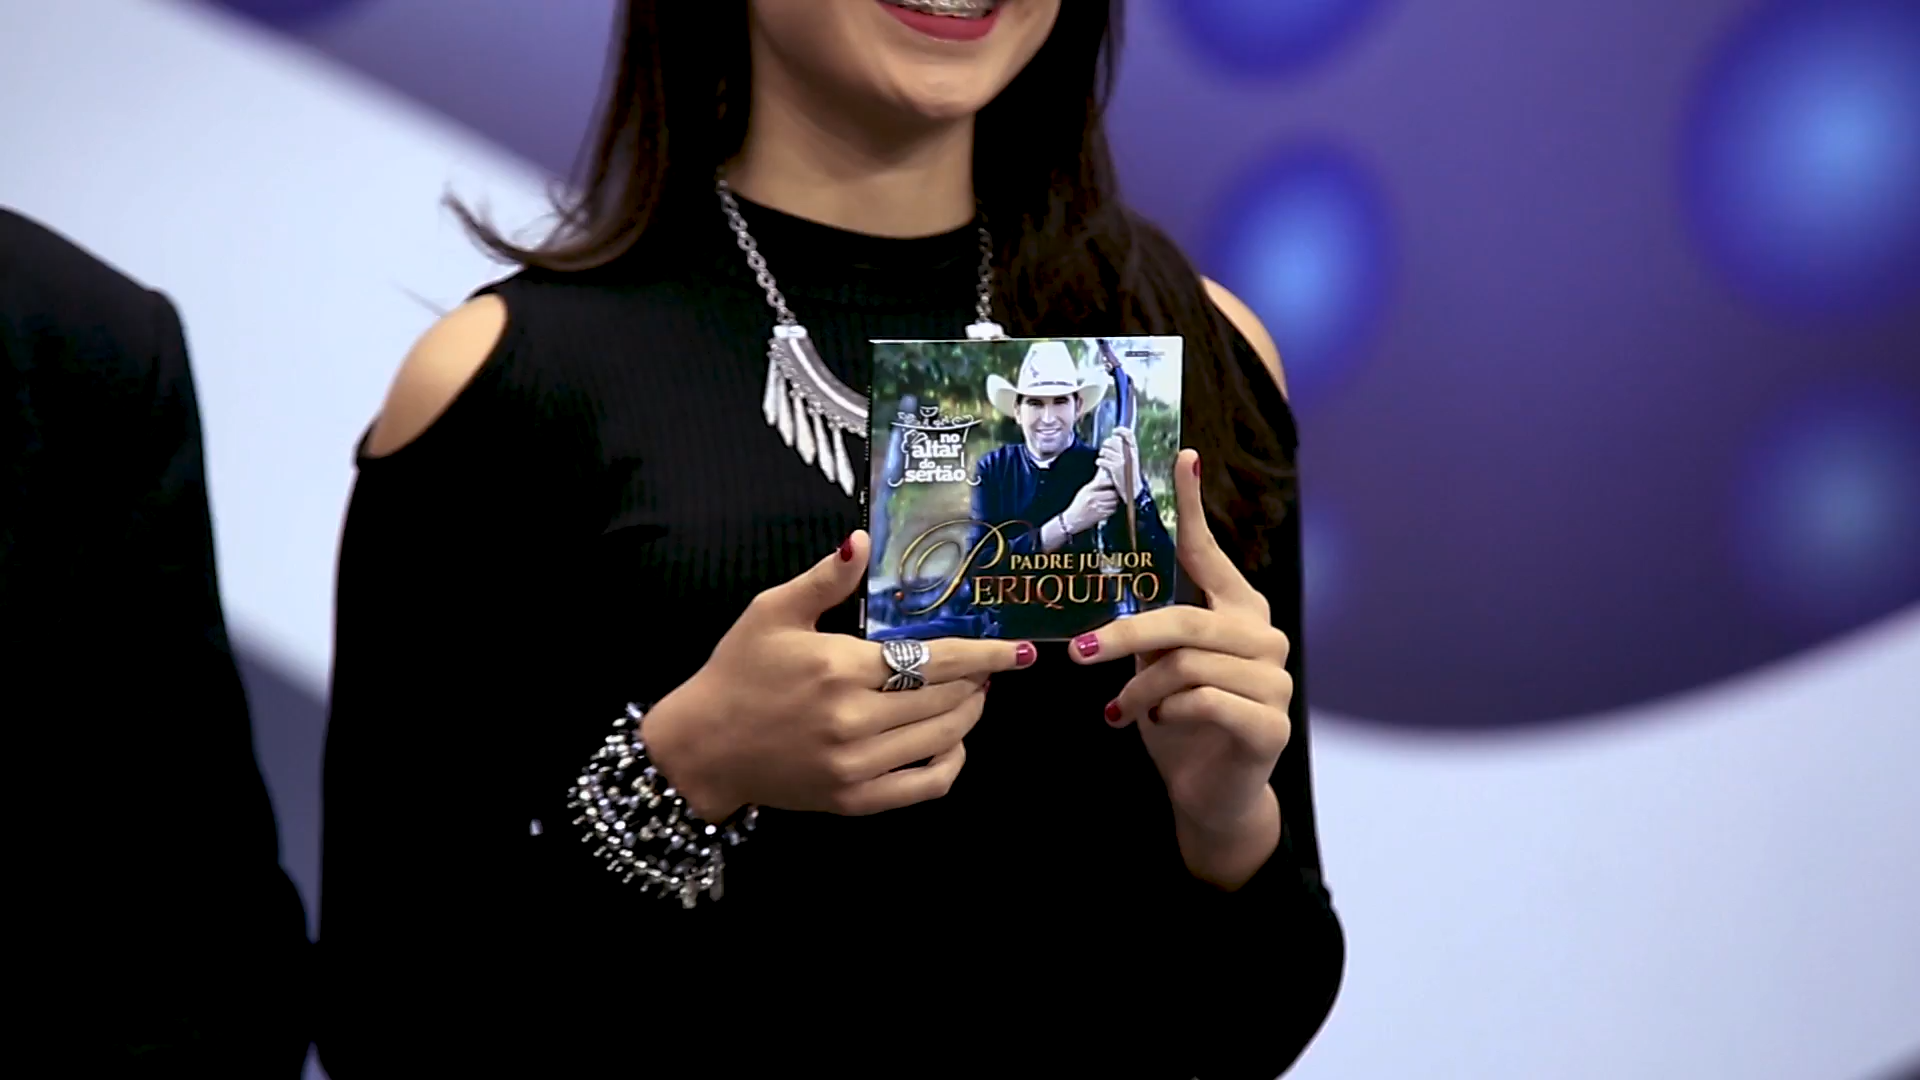 no
altar
do
sertão
PADRE JÚNIOR
PERIQUITO